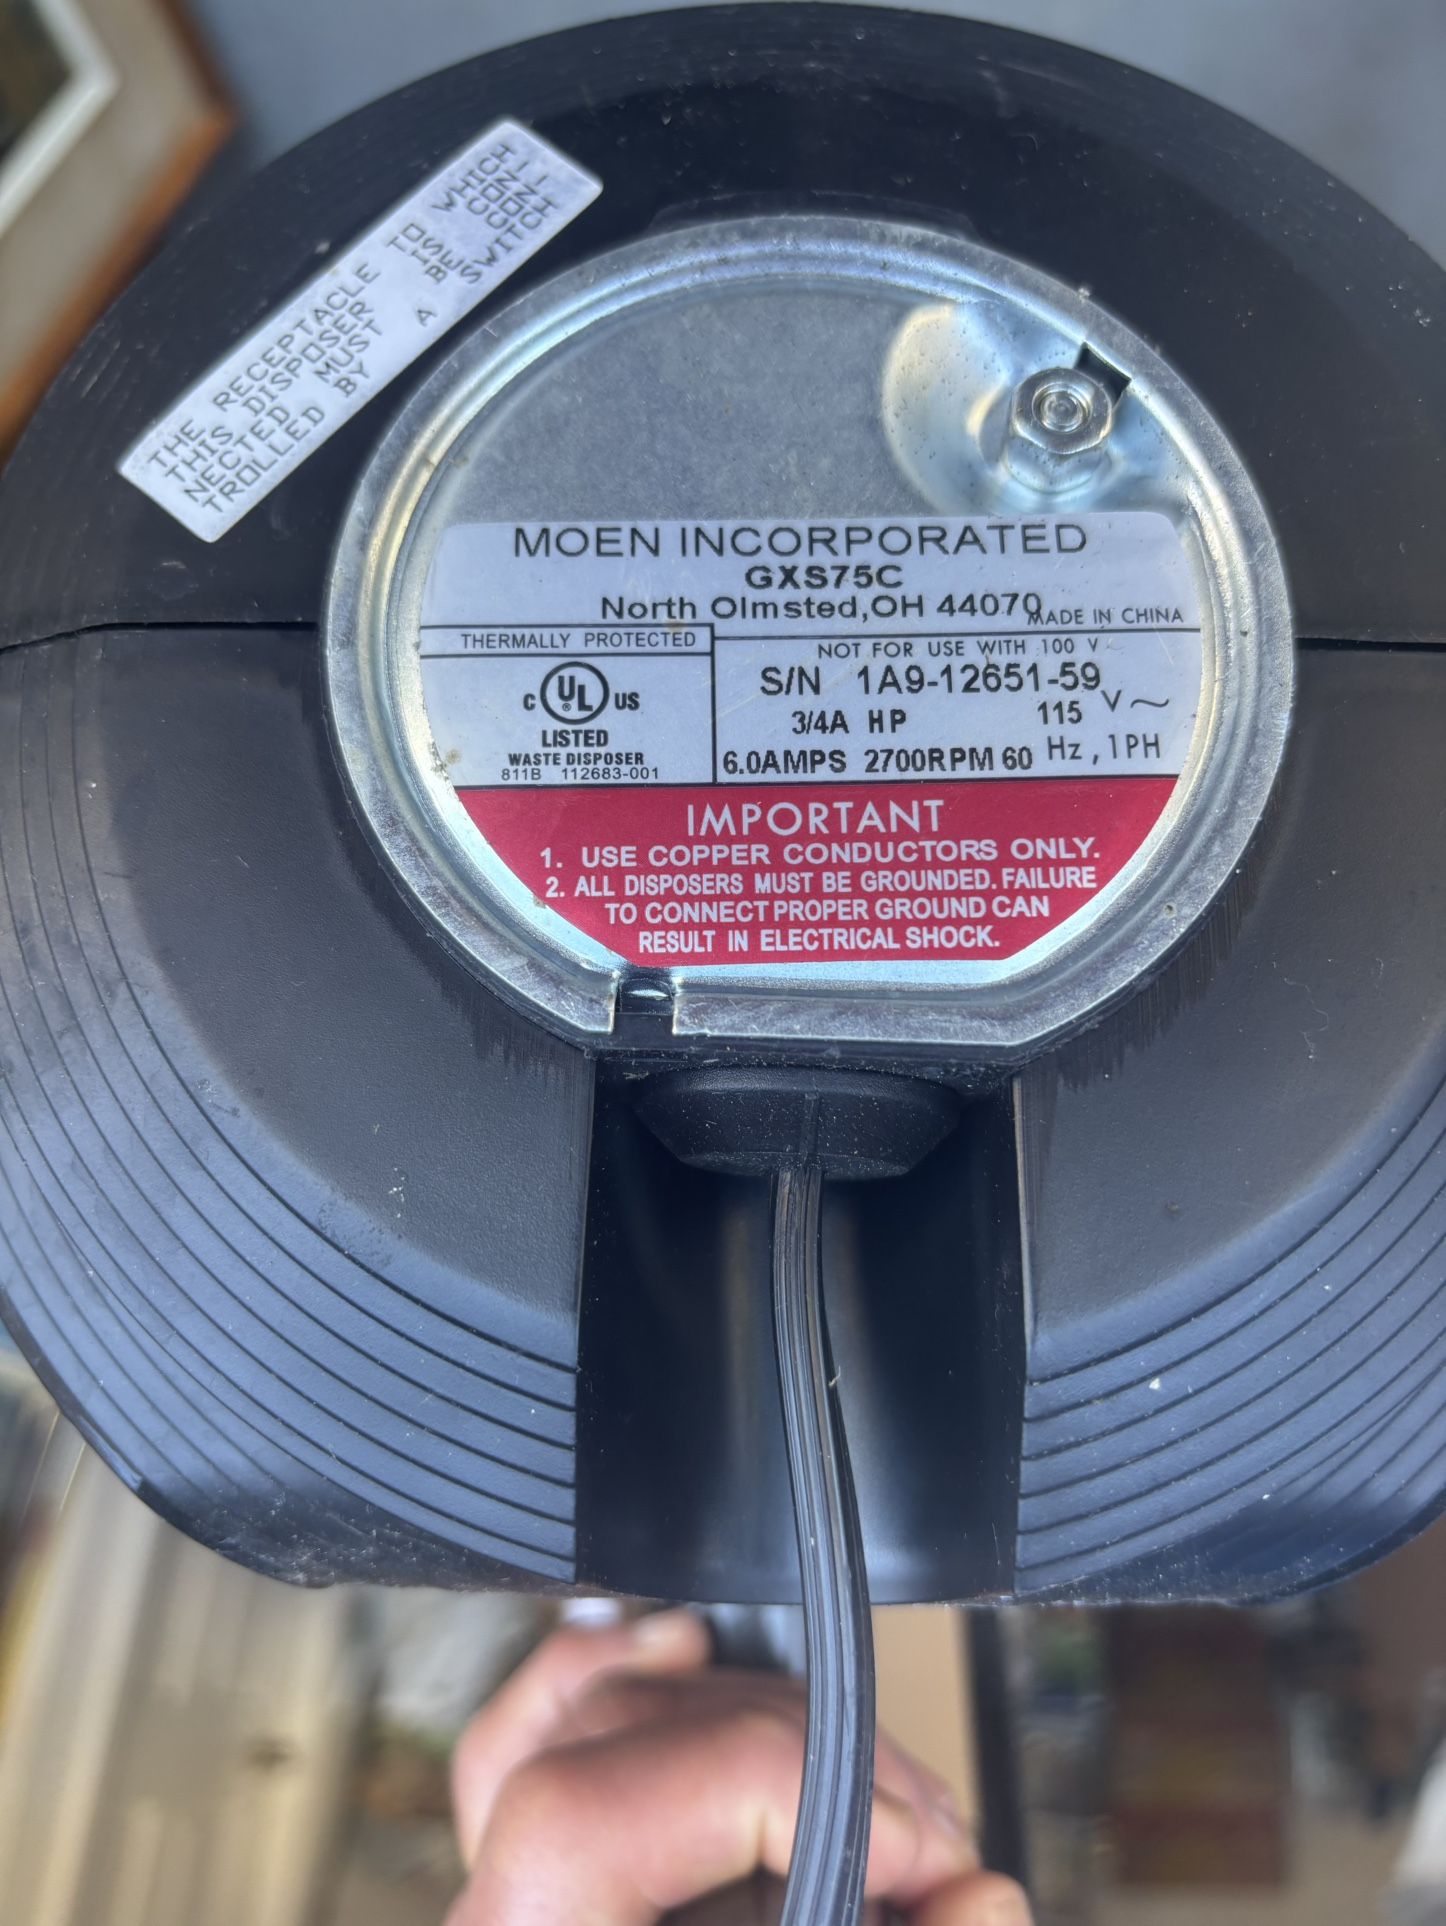 THE RECEPTACLE TO WHICH
THIS DISPOSER IS CON-
NECTED MUST BE CON-
TROLLED BY A SWITCH
MOEN INCORPORATED
GXS75C
North Olmsted,OH 44070
MADE IN CHINA
THERMALLY PROTECTED
C UL ® US
LISTED
WASTE DISPOSER
811B 112683-001
NOT FOR USE WITH 100 V~
S/N 1A9-12651-59
3/4A HP 115 V~
6.0AMPS 2700RPM 60 Hz, 1PH
IMPORTANT
1. USE COPPER CONDUCTORS ONLY.
2. ALL DISPOSERS MUST BE GROUNDED. FAILURE
TO CONNECT PROPER GROUND CAN
RESULT IN ELECTRICAL SHOCK.